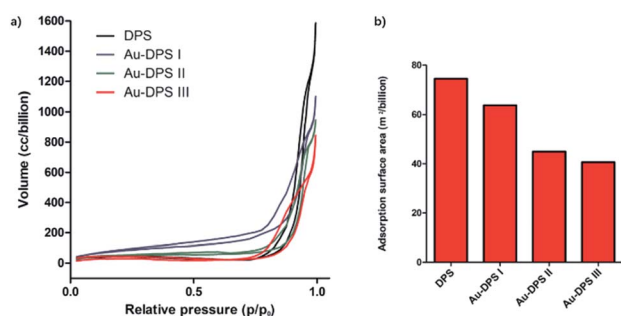 a)
1600
1400
1200
1000
800
600
400
200
0
Volume (cc/billion)
DPS
Au-DPS I
Au-DPS II
Au-DPS III
0.0
0.5
1.0
Relative pressure (p/p₀)
b)
80
60
40
20
0
Adsorption surface area (m ²/billion)
DPS
Au-DPS I
Au-DPS II
Au-DPS III